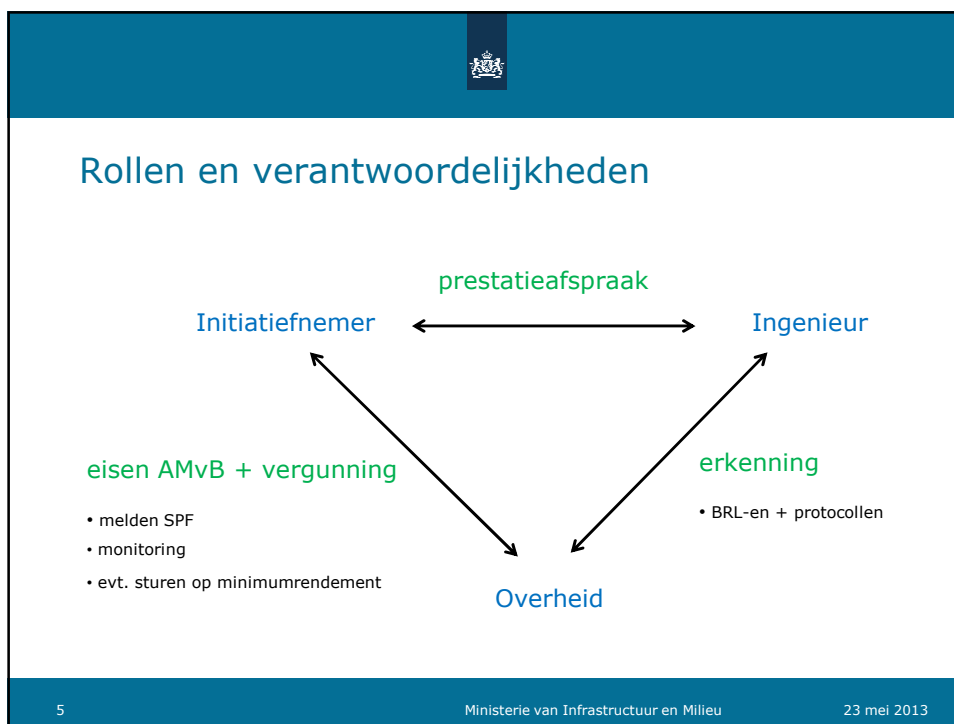 Rollen en verantwoordelijkheden
prestatieafspraak
Initiatiefnemer
Ingenieur
eisen AMvB + vergunning
• melden SPF
• monitoring
• evt. sturen op minimumrendement
erkenning
• BRL-en + protocollen
Overheid
5
Ministerie van Infrastructuur en Milieu
23 mei 2013